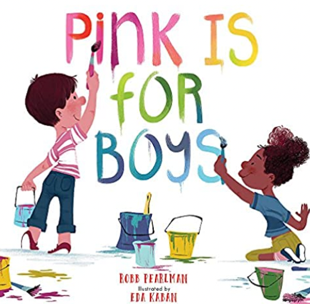 PiNK IS
FOR
BOYS
ROBB PEARLMAN
Illustrated by
EDA KABAN